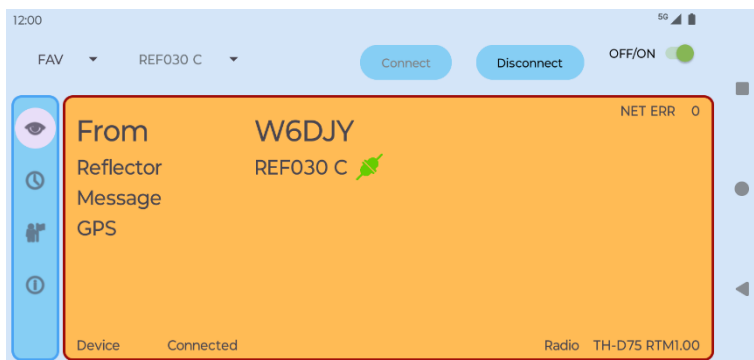 12:00 5G
FAV REF030 C Connect Disconnect OFF/ON
NET ERR 0
From W6DJY
Reflector REF030 C
Message
GPS
Device Connected Radio TH-D75 RTM1.00